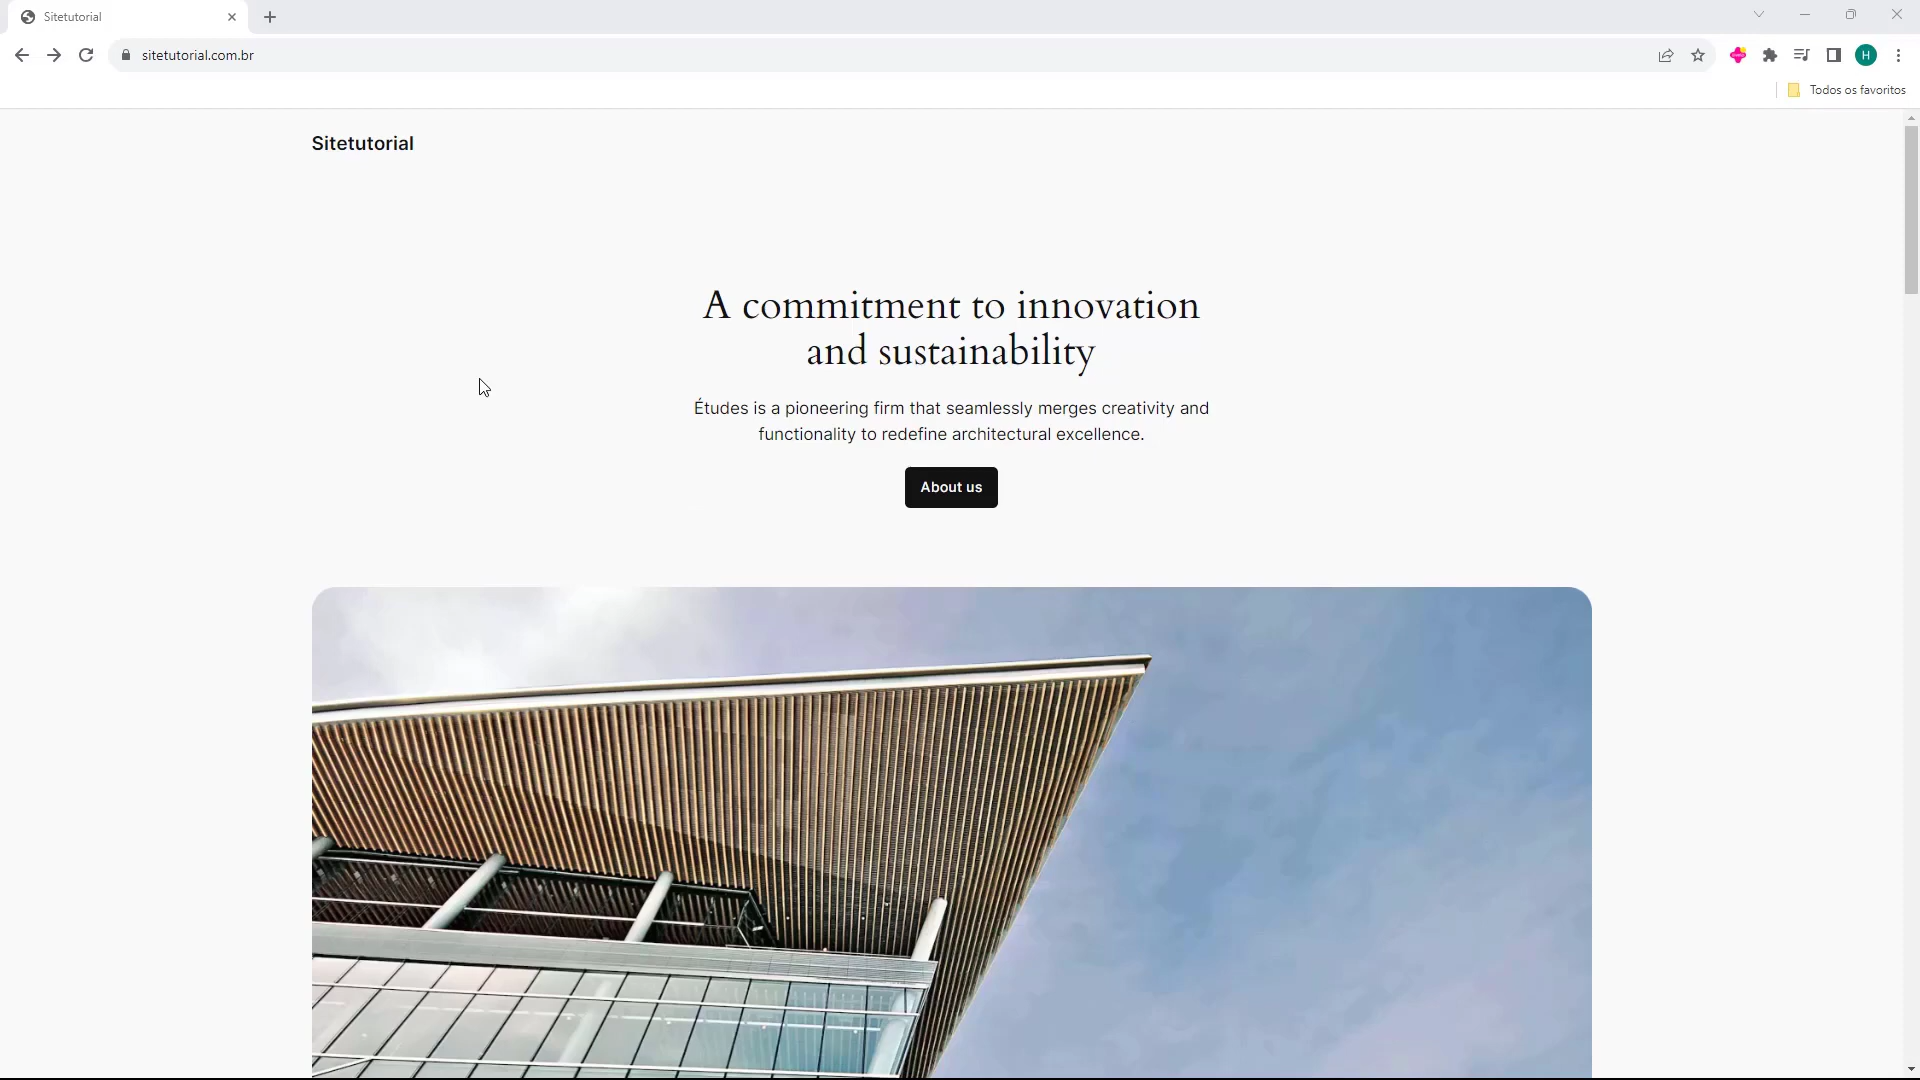 Sitetutorial
sitetutorial.com.br
H
Todos os favoritos
Sitetutorial
A commitment to innovation
and sustainability
Études is a pioneering firm that seamlessly merges creativity and
functionality to redefine architectural excellence.
About us